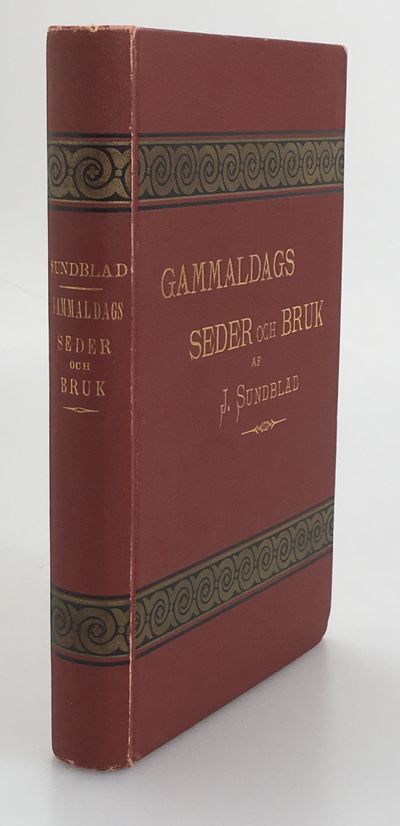 SUNDBLAD
GAMMALDAGS
SEDER
OCH
BRUK
GAMMALDAGS
SEDER OCH BRUK
AF
J. SUNDBLAD